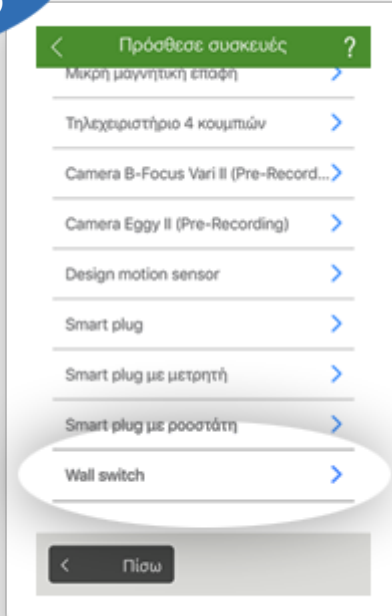 Πρόσθεσε συσκευές ?
Μικρή μαγνητική επαφή
Τηλεχειριστήριο 4 κουμπιών
Camera B-Focus Vari II (Pre-Record...
Camera Eggy II (Pre-Recording)
Design motion sensor
Smart plug
Smart plug με μετρητή
Smart plug με ροοστάτη
Wall switch
Πίσω